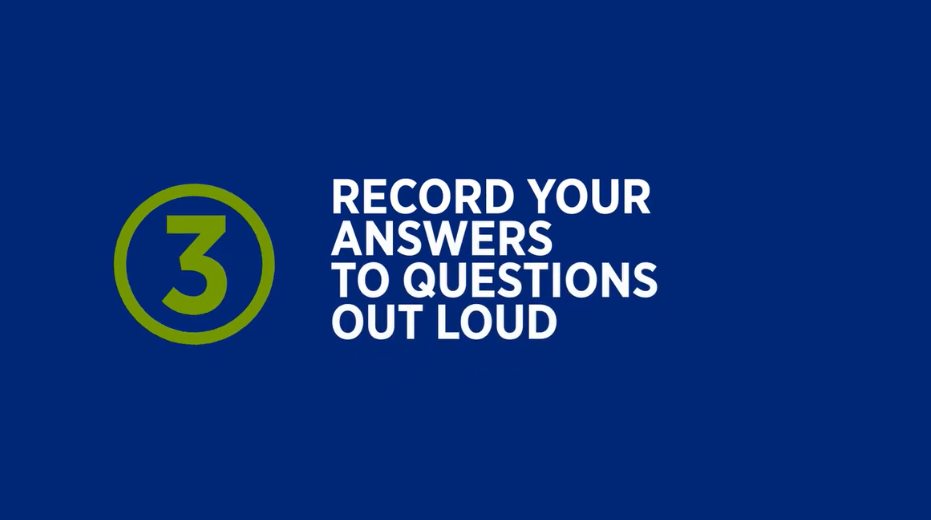 3
RECORD YOUR
ANSWERS
TO QUESTIONS
OUT LOUD